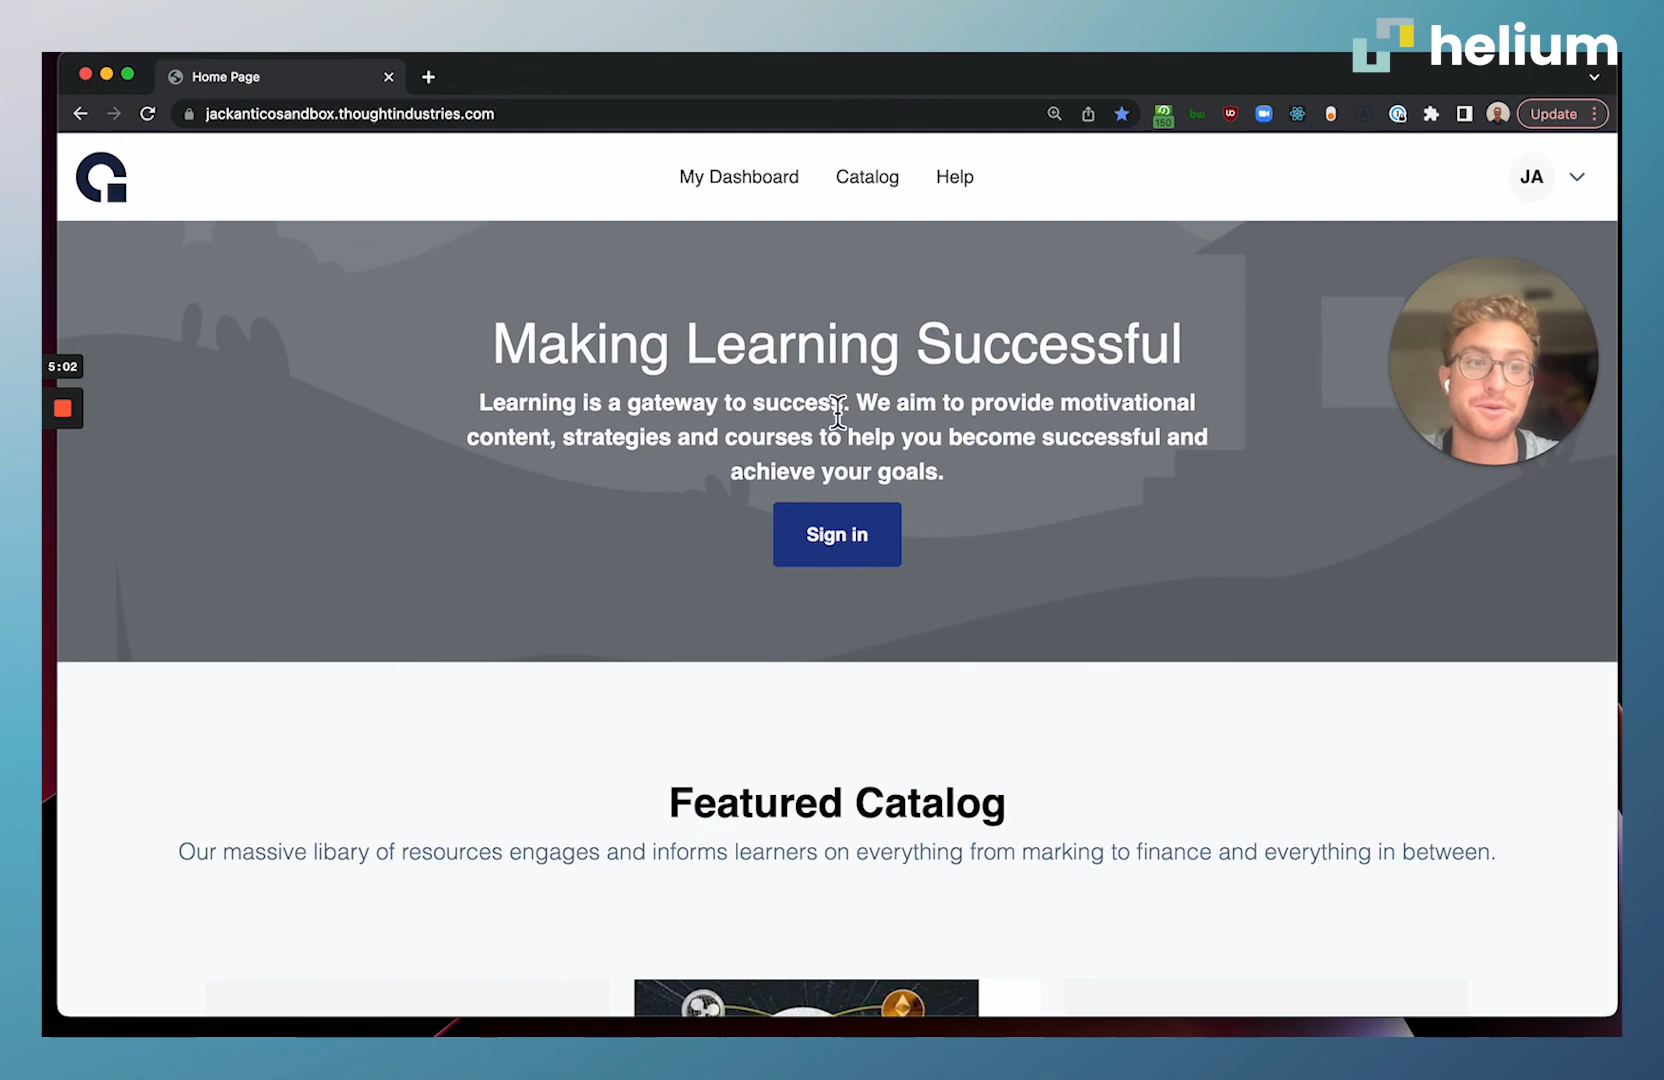 helium
Home Page
jackanticosandbox.thoughtindustries.com
150
Update
My Dashboard
Catalog
Help
JA
Making Learning Successful
Learning is a gateway to success. We aim to provide motivational
content, strategies and courses to help you become successful and
achieve your goals.
5:02
Sign in
Featured Catalog
Our massive libary of resources engages and informs learners on everything from marking to finance and everything in between.